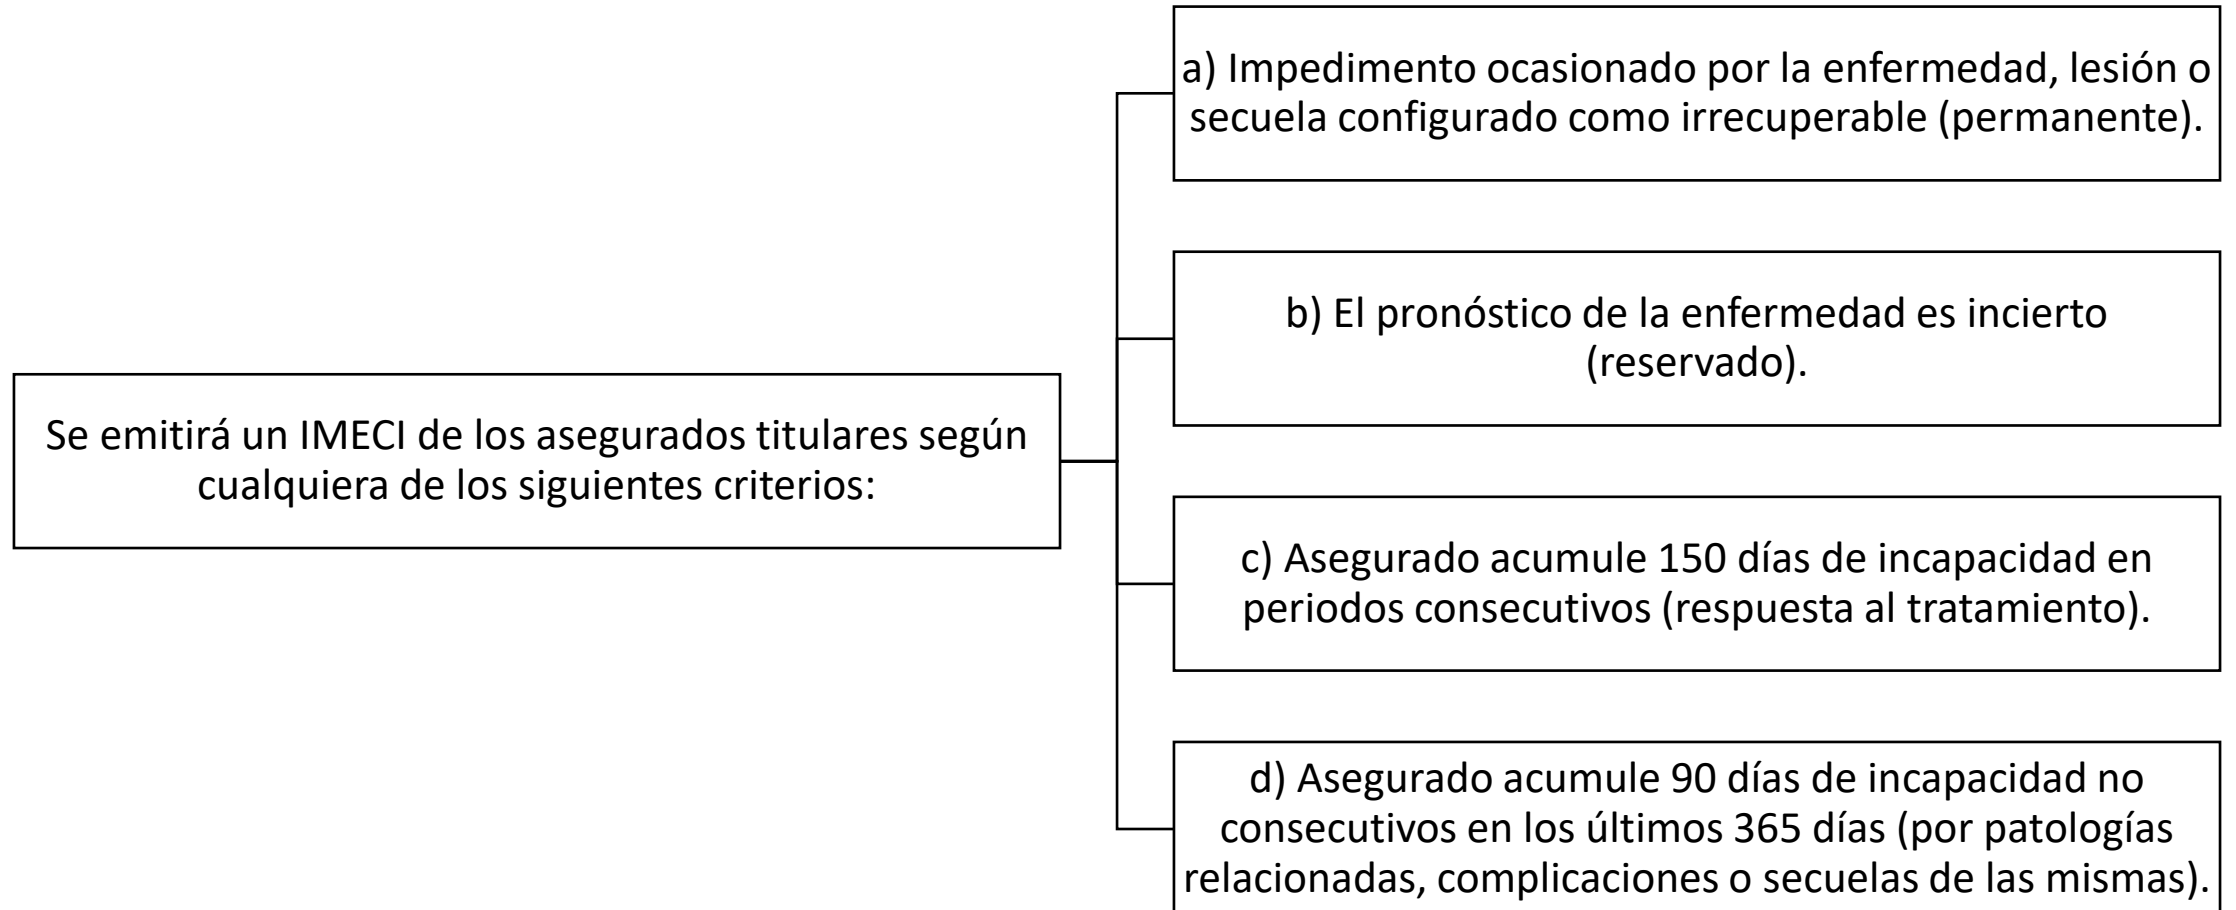 a) Impedimento ocasionado por la enfermedad, lesión o
secuela configurado como irrecuperable (permanente).
b) El pronóstico de la enfermedad es incierto
(reservado).
Se emitirá un IMECI de los asegurados titulares según
cualquiera de los siguientes criterios:
c) Asegurado acumule 150 días de incapacidad en
periodos consecutivos (respuesta al tratamiento).
d) Asegurado acumule 90 días de incapacidad no
consecutivos en los últimos 365 días (por patologías
relacionadas, complicaciones o secuelas de las mismas).